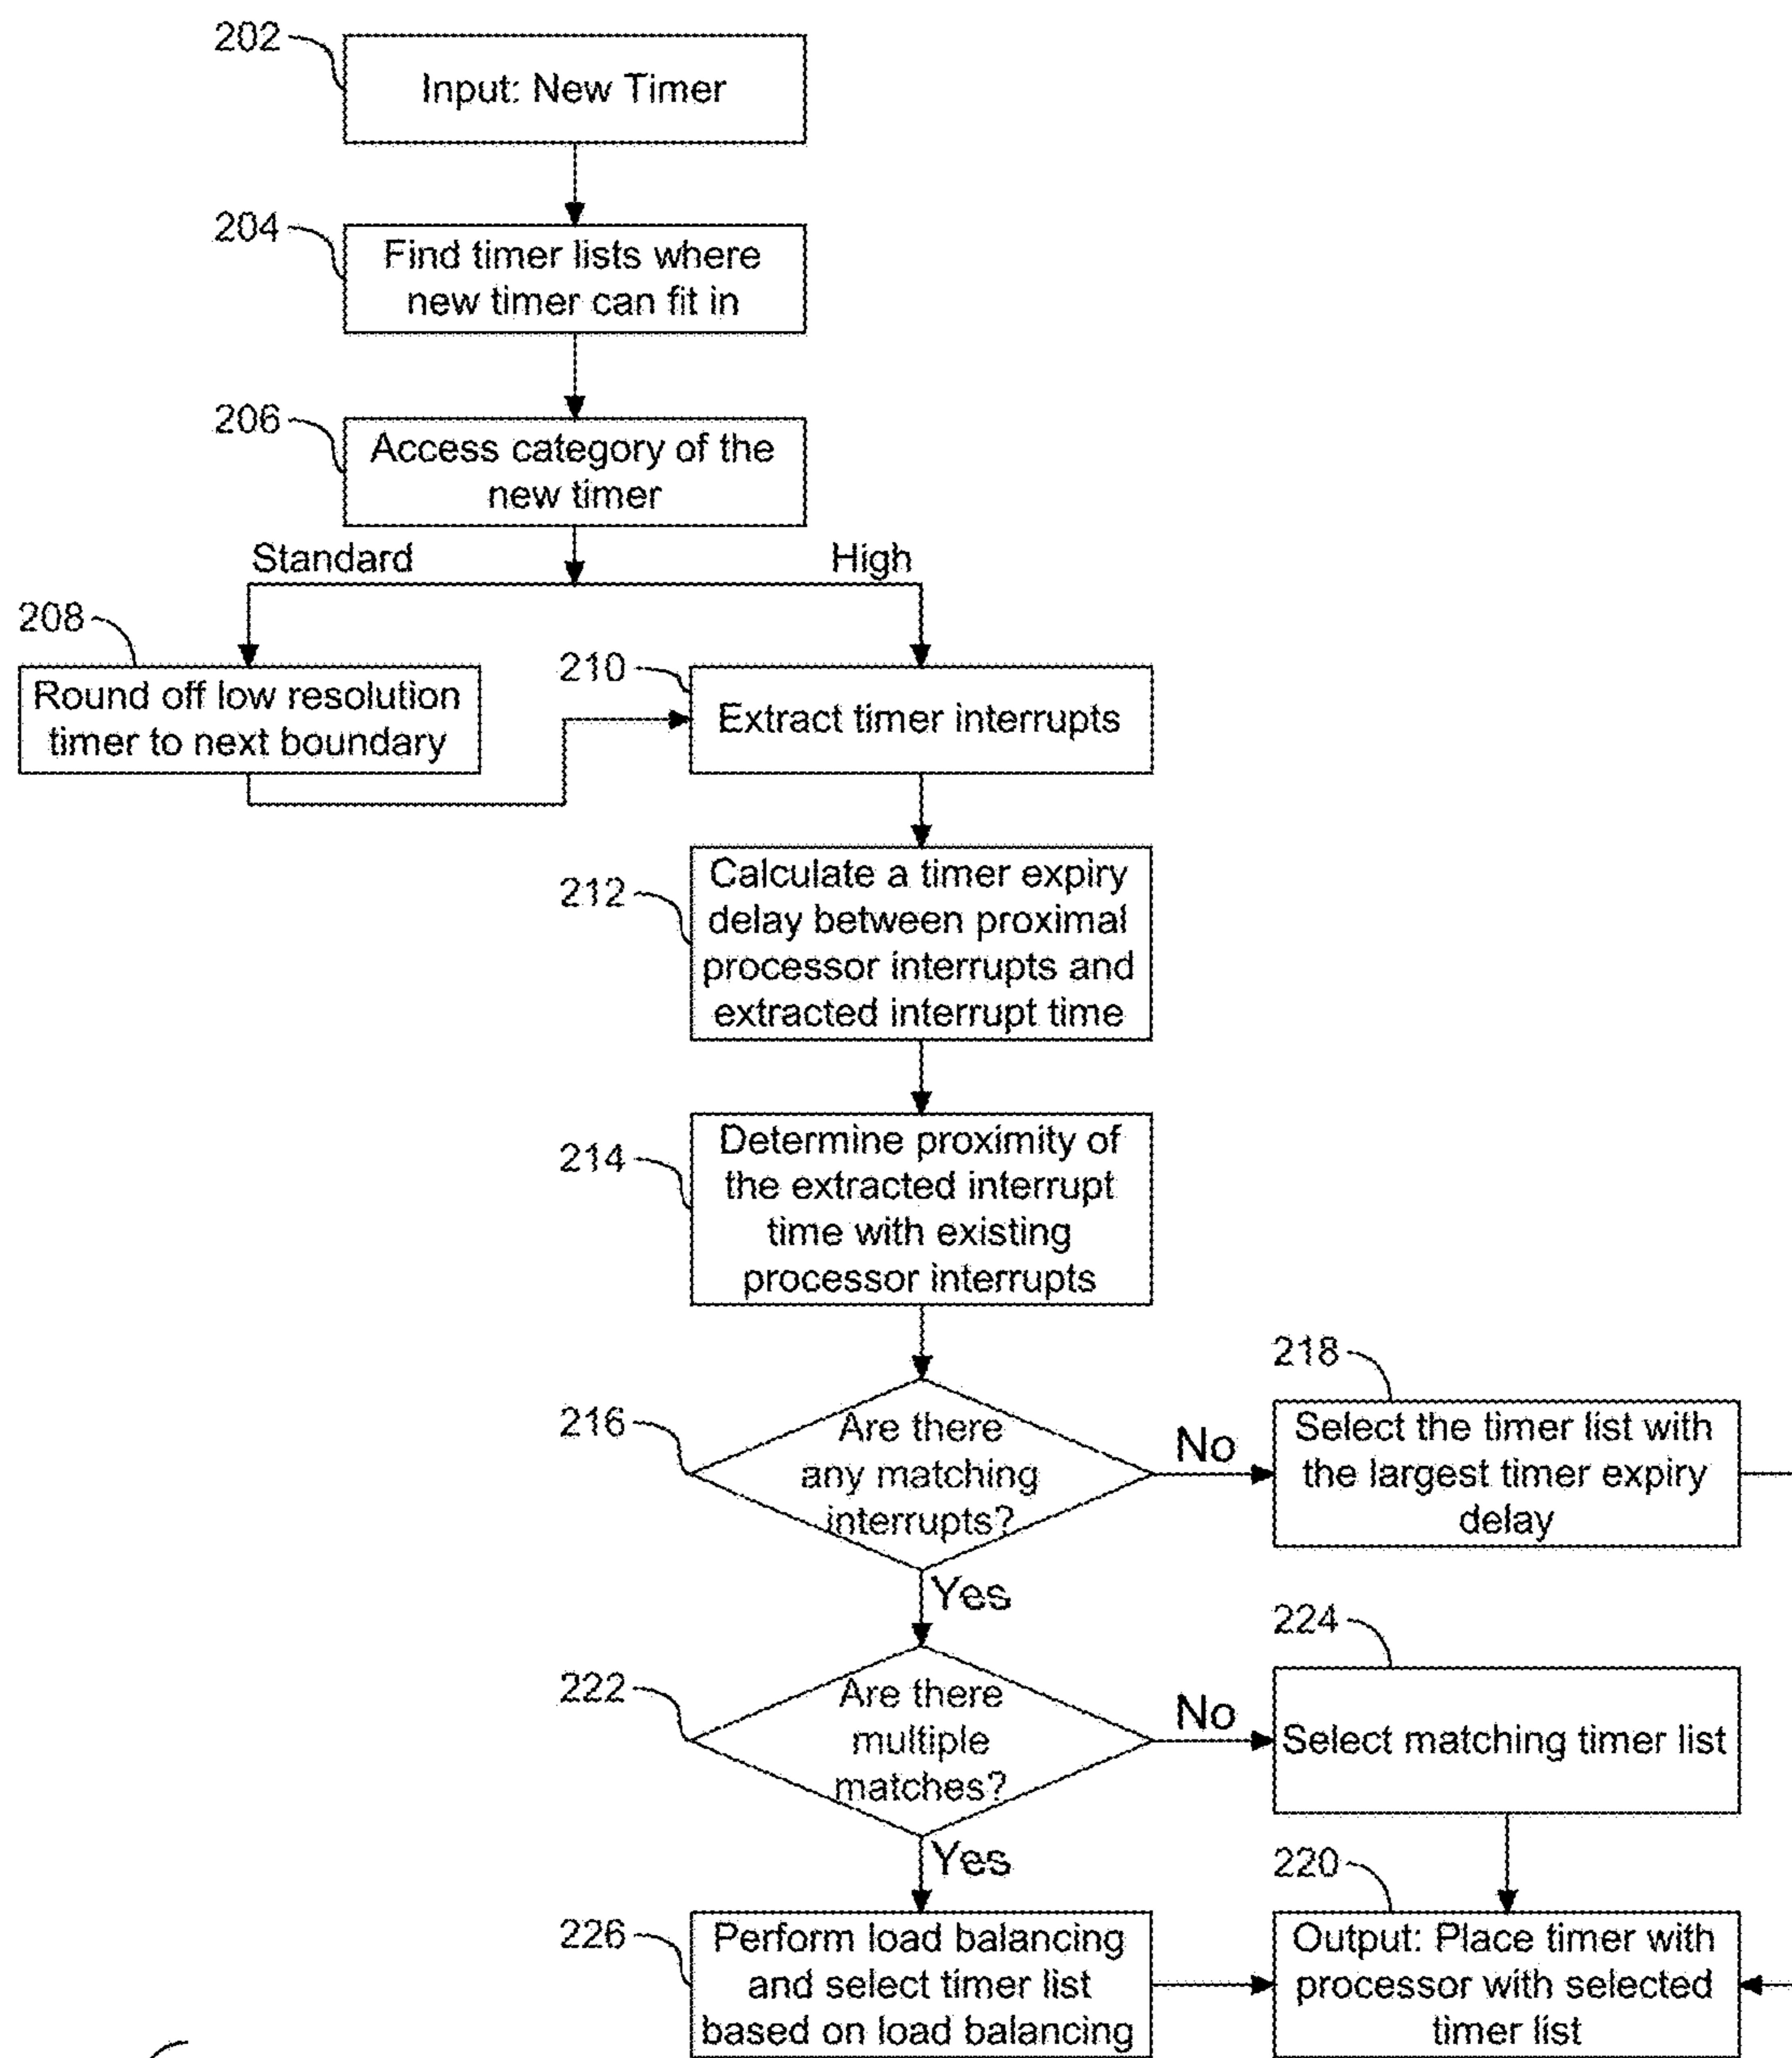 202
Input: New Timer
204
Find timer lists where
new timer can fit in
206
Access category of the
new timer
Standard
High
208
Round off low resolution
timer to next boundary
210
Extract timer interrupts
212
Calculate a timer expiry
delay between proximal
processor interrupts and
extracted interrupt time
214
Determine proximity of
the extracted interrupt
time with existing
processor interrupts
216
Are there
any matching
interrupts?
No
218
Select the timer list with
the largest timer expiry
delay
Yes
222
Are there
multiple
matches?
No
224
Select matching timer list
Yes
226
Perform load balancing
and select timer list
based on load balancing
220
Output: Place timer with
processor with selected
timer list